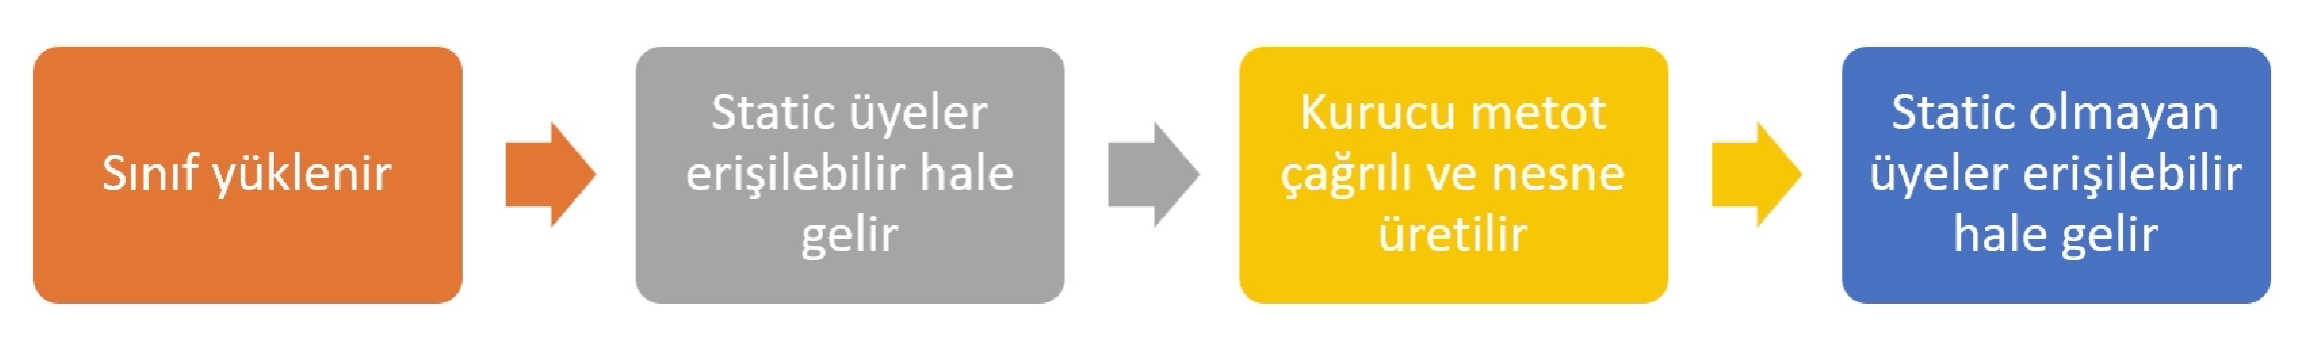 Sınıf yüklenir
Static üyeler
erişilebilir hale
gelir
Kurucu metot
çağrılı ve nesne
üretilir
Static olmayan
üyeler erişilebilir
hale gelir